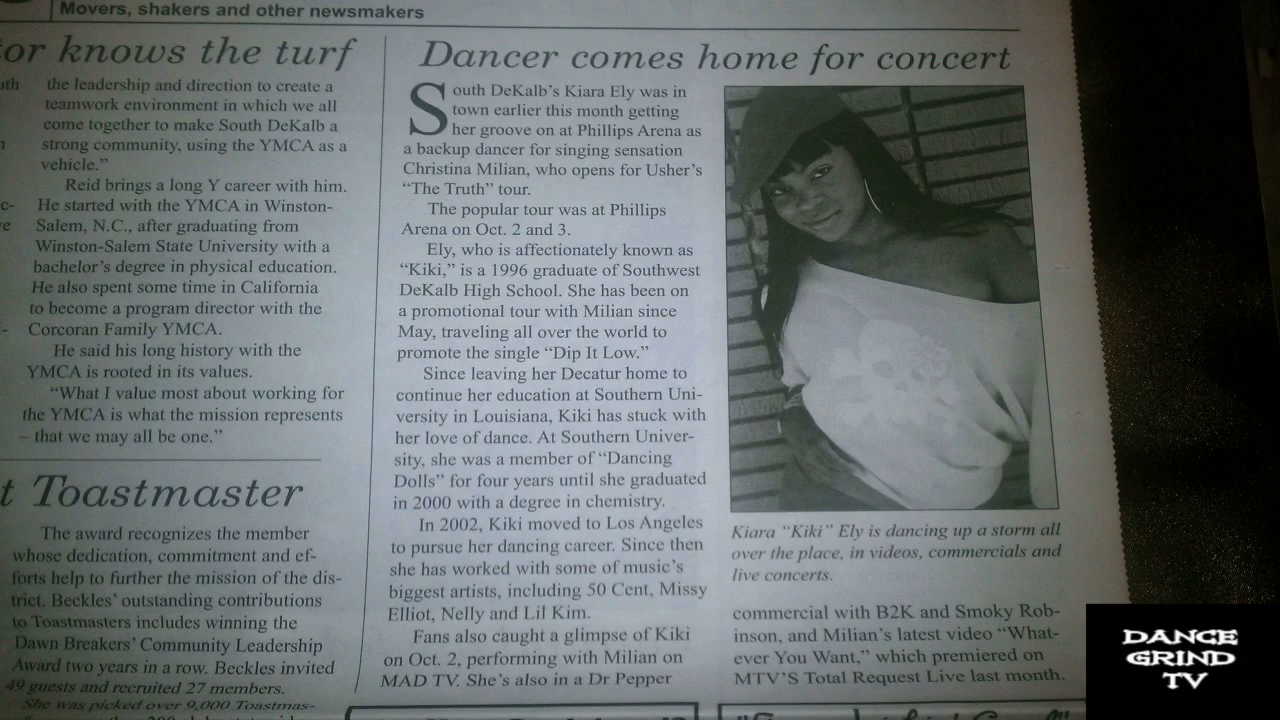 Movers, shakers and other newsmakers
or knows the turf
the leadership and direction to create a
teamwork environment in which we all
come together to make South DeKalb a
strong community, using the YMCA as a
vehicle.”
Reid brings a long Y career with him.
He started with the YMCA in Winston-
Salem, N.C., after graduating from
Winston-Salem State University with a
bachelor’s degree in physical education.
He also spent some time in California
to become a program director with the
Corcoran Family YMCA.
He said his long history with the
YMCA is rooted in its values.
“What I value most about working for
the YMCA is what the mission represents
– that we may all be one.”
t Toastmaster
The award recognizes the member
whose dedication, commitment and ef-
forts help to further the mission of the dis-
trict. Beckles’ outstanding contributions
to Toastmasters includes winning the
Dawn Breakers’ Community Leadership
Award two years in a row. Beckles invited
49 guests and recruited 27 members.
She was picked over 9,000 Toastmas-
Dancer comes home for concert
South DeKalb’s Kiara Ely was in
town earlier this month getting
her groove on at Phillips Arena as
a backup dancer for singing sensation
Christina Milian, who opens for Usher’s
“The Truth” tour.
The popular tour was at Phillips
Arena on Oct. 2 and 3.
Ely, who is affectionately known as
“Kiki,” is a 1996 graduate of Southwest
DeKalb High School. She has been on
a promotional tour with Milian since
May, traveling all over the world to
promote the single “Dip It Low.”
Since leaving her Decatur home to
continue her education at Southern Uni-
versity in Louisiana, Kiki has stuck with
her love of dance. At Southern Univer-
sity, she was a member of “Dancing
Dolls” for four years until she graduated
in 2000 with a degree in chemistry.
In 2002, Kiki moved to Los Angeles
to pursue her dancing career. Since then
she has worked with some of music’s
biggest artists, including 50 Cent, Missy
Elliot, Nelly and Lil Kim.
Fans also caught a glimpse of Kiki
on Oct. 2, performing with Milian on
MAD TV. She’s also in a Dr Pepper
Kiara “Kiki” Ely is dancing up a storm all
over the place, in videos, commercials and
live concerts.
commercial with B2K and Smoky Rob-
inson, and Milian’s latest video “What-
ever You Want,” which premiered on
MTV’S Total Request Live last month.
DANCE
GRIND
TV